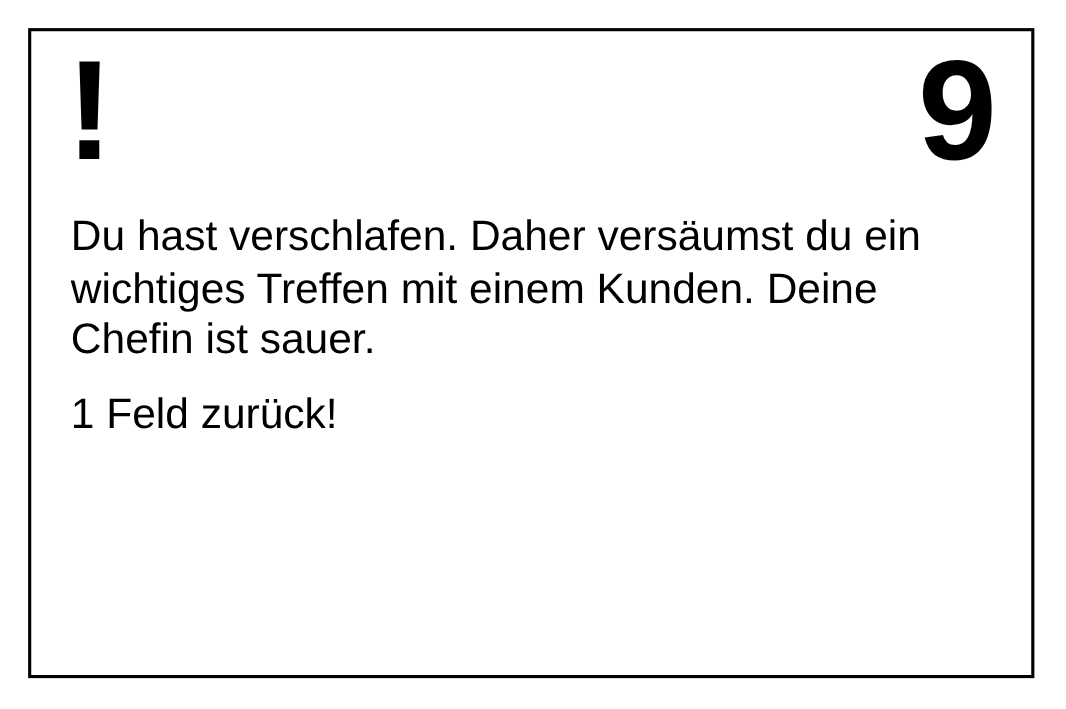 ! 9
Du hast verschlafen. Daher versäumst du ein
wichtiges Treffen mit einem Kunden. Deine
Chefin ist sauer.
1 Feld zurück!